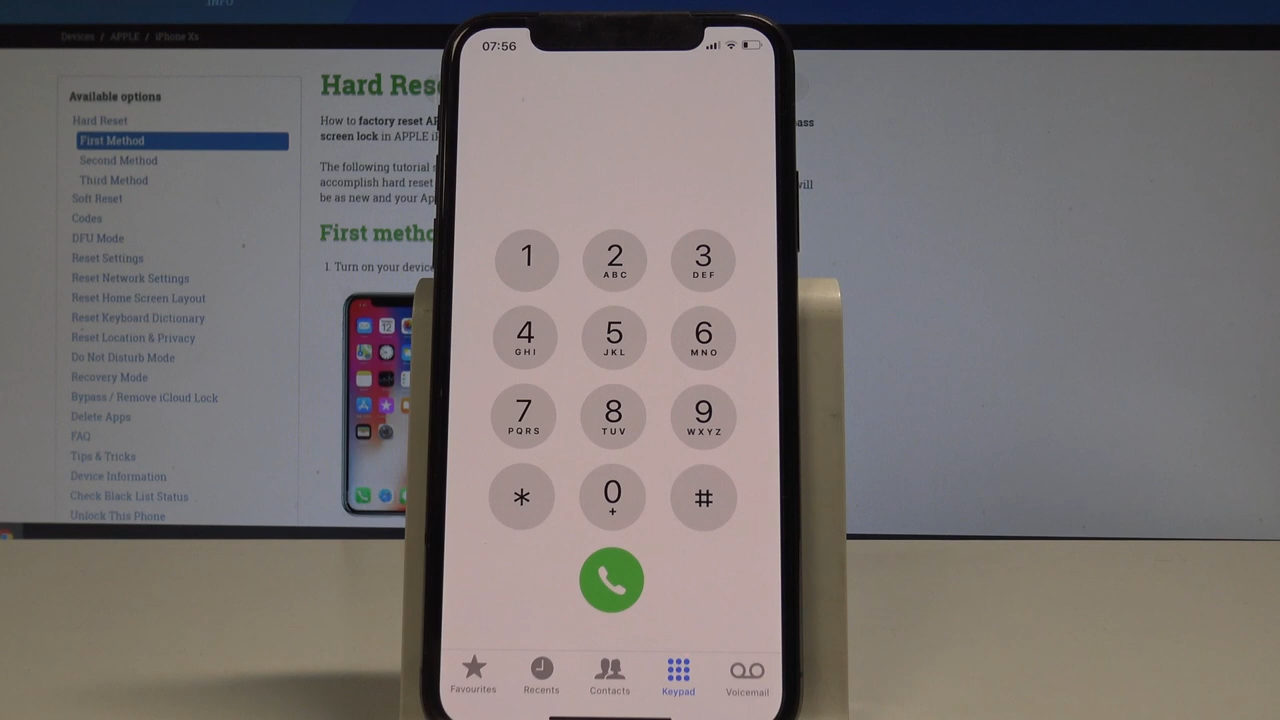 INFO
Devices / APPLE / iPhone Xs
Available options
Hard Reset
First Method
Second Method
Third Method
Soft Reset
Codes
DFU Mode
Reset Settings
Reset Network Settings
Reset Home Screen Layout
Reset Keyboard Dictionary
Reset Location & Privacy
Do Not Disturb Mode
Recovery Mode
Bypass / Remove iCloud Lock
Delete Apps
FAQ
Tips & Tricks
Device Information
Check Black List Status
Unlock This Phone
Hard Res
How to factory reset AP
screen lock in APPLE iP
The following tutorial s
accomplish hard reset
be as new and your App
First metho
1. Turn on your device
12
07:56
1
2
ABC
3
DEF
4
GHI
5
JKL
6
MNO
7
PQRS
8
TUV
9
WXYZ
*
0
+
#
Favourites
Recents
Contacts
Keypad
Voicemail